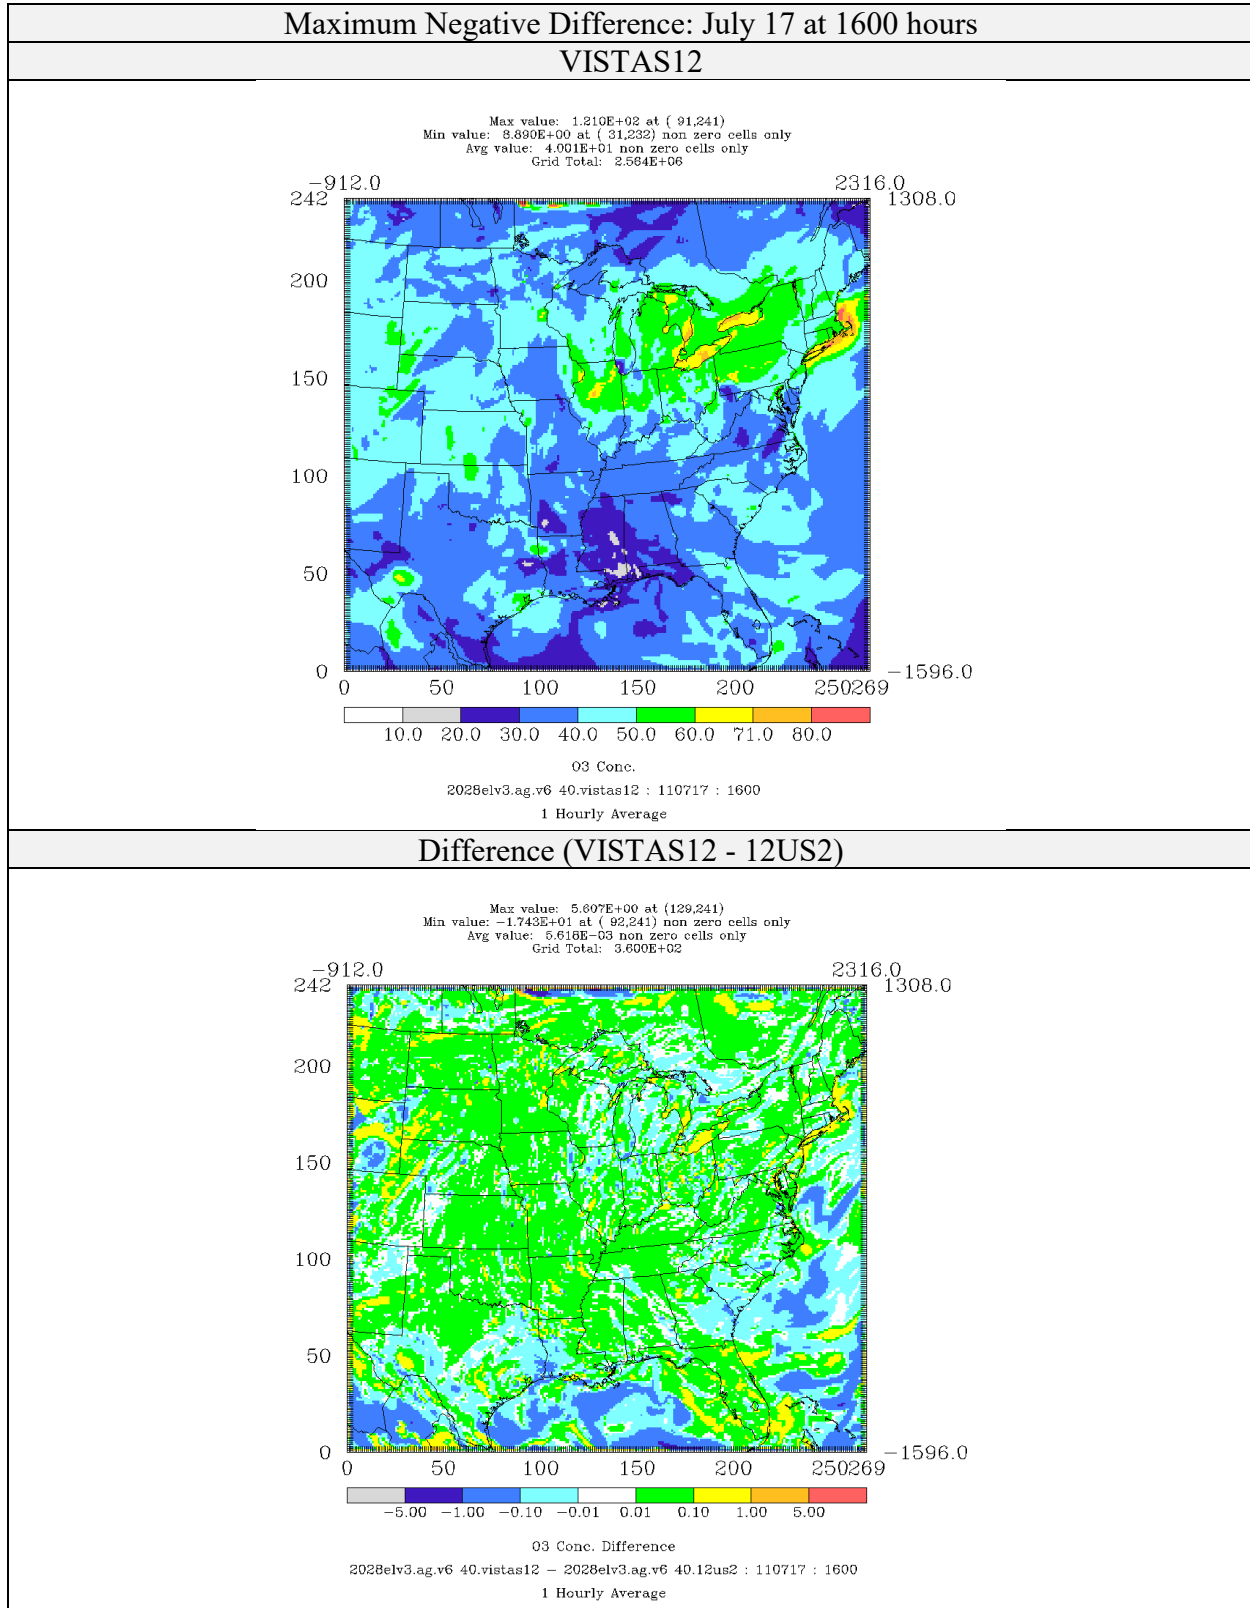 Maximum Negative Difference: July 17 at 1600 hours
VISTAS12
Max value: 1.210E+02 at ( 91,241)
Min value: 8.890E+00 at ( 31,232) non zero cells only
Avg value: 4.001E+01 non zero cells only
Grid Total: 2.564E+06
-912.0 2316.0
242 1308.0
200
150
100
50
0 -1596.0
0 50 100 150 200 250269
10.0 20.0 30.0 40.0 50.0 60.0 71.0 80.0
O3 Conc.
2028elv3.ag.v6 40.vistas12 : 110717 : 1600
1 Hourly Average
Difference (VISTAS12 - 12US2)
Max value: 5.607E+00 at (129,241)
Min value: -1.743E+01 at ( 92,241) non zero cells only
Avg value: 5.618E-03 non zero cells only
Grid Total: 3.600E+02
-912.0 2316.0
242 1308.0
200
150
100
50
0 -1596.0
0 50 100 150 200 250269
-5.00 -1.00 -0.10 -0.01 0.01 0.10 1.00 5.00
O3 Conc. Difference
2028elv3.ag.v6 40.vistas12 - 2028elv3.ag.v6 40.12us2 : 110717 : 1600
1 Hourly Average